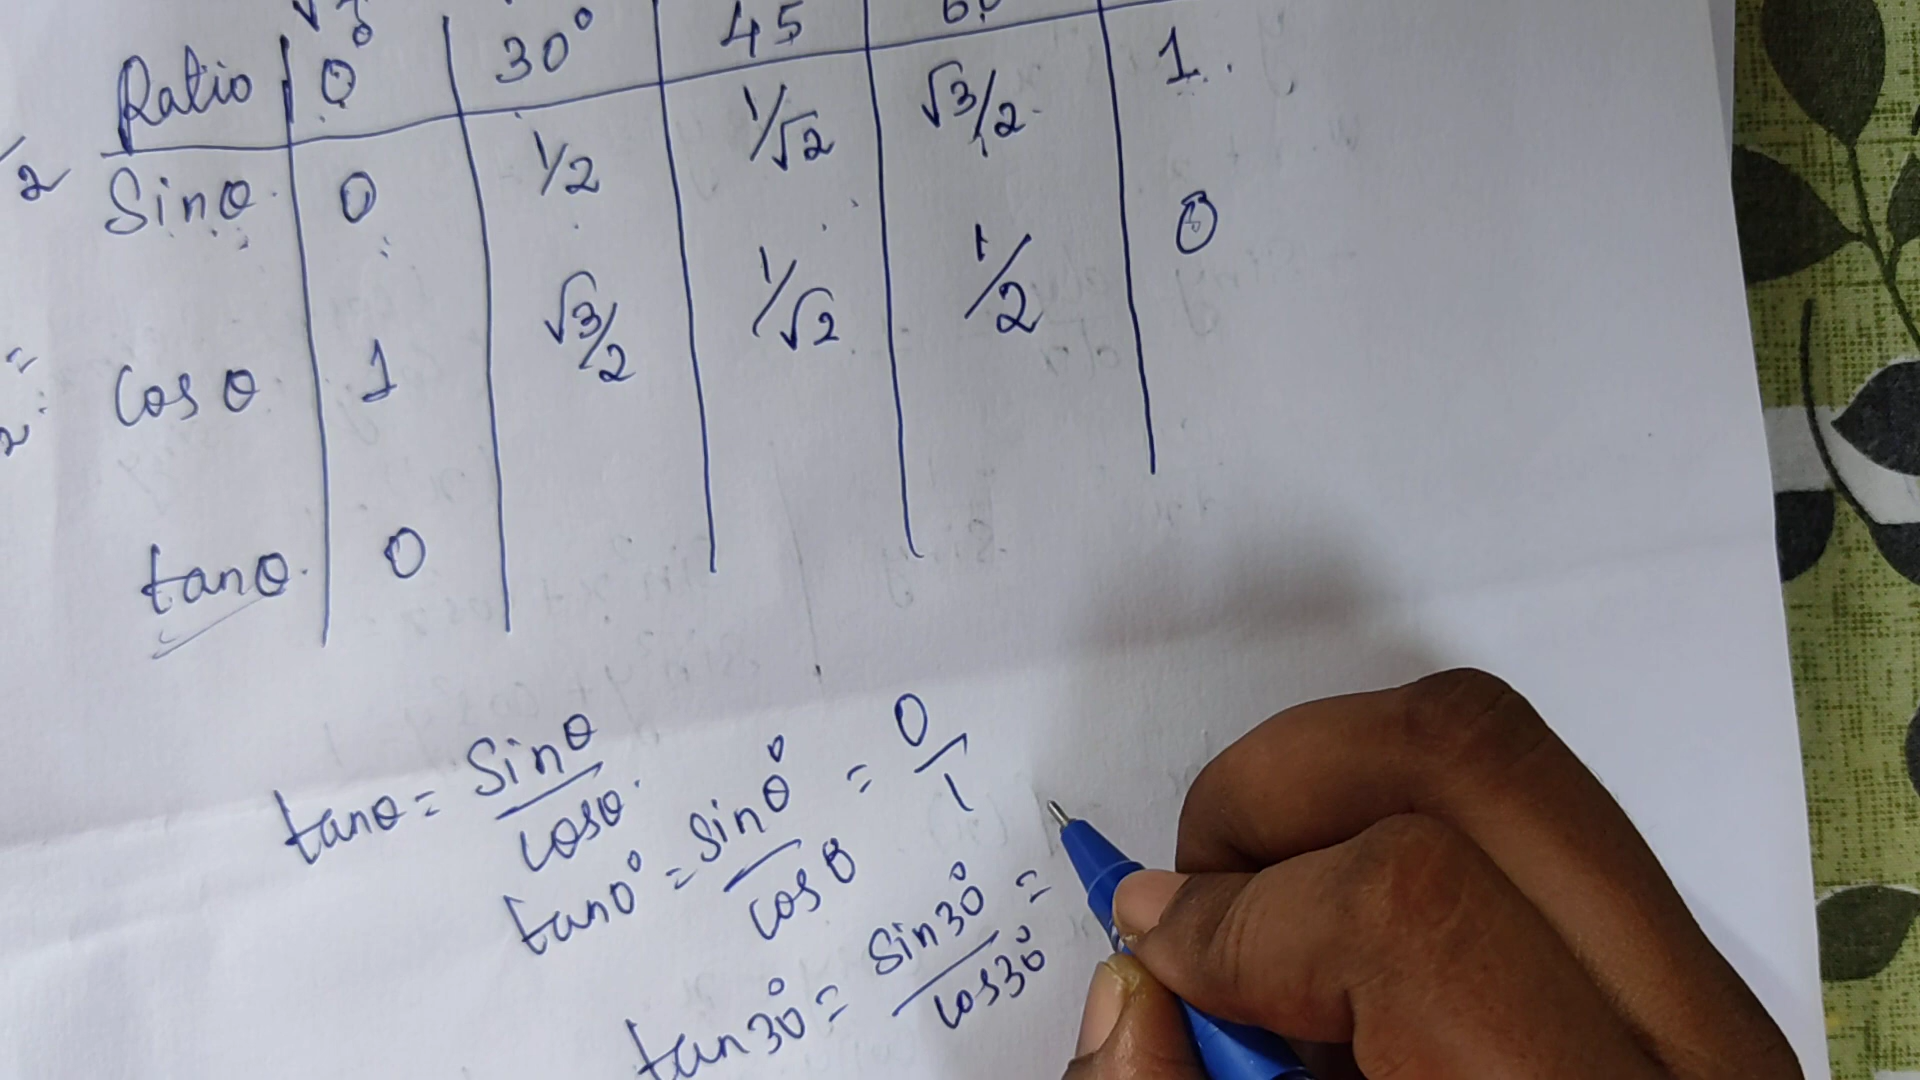 Ratio 0° 30° 45
Sinθ 0 1/2 1/√2 √3/2 1
Cos θ 1 √3/2 1/√2 1/2 0
tanθ 0
tanθ = Sinθ/Cosθ
tan0° = Sin0°/Cos0 = 0/1
tan30° = Sin30°/Cos30° =